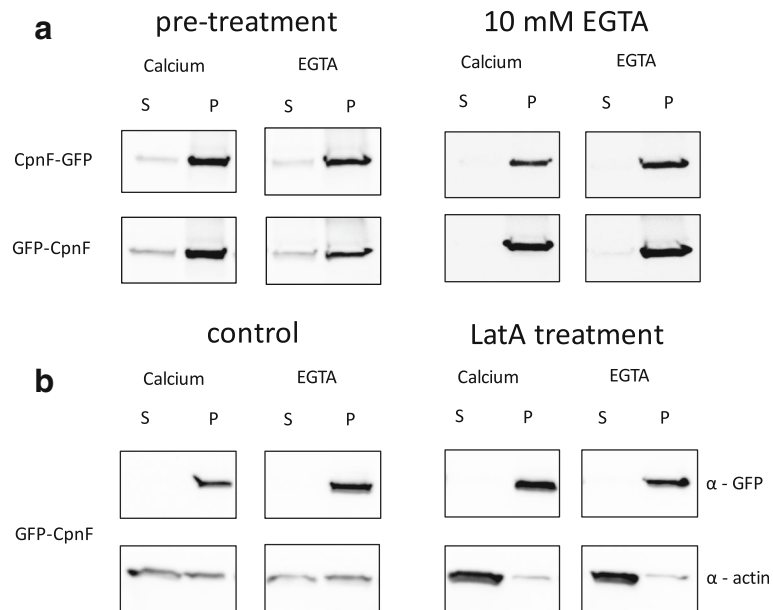 a
pre-treatment 10 mM EGTA
Calcium EGTA Calcium EGTA
S P S P S P S P
CpnF-GFP
GFP-CpnF
control LatA treatment
b
Calcium EGTA Calcium EGTA
S P S P S P S P
α - GFP
GFP-CpnF
α - actin